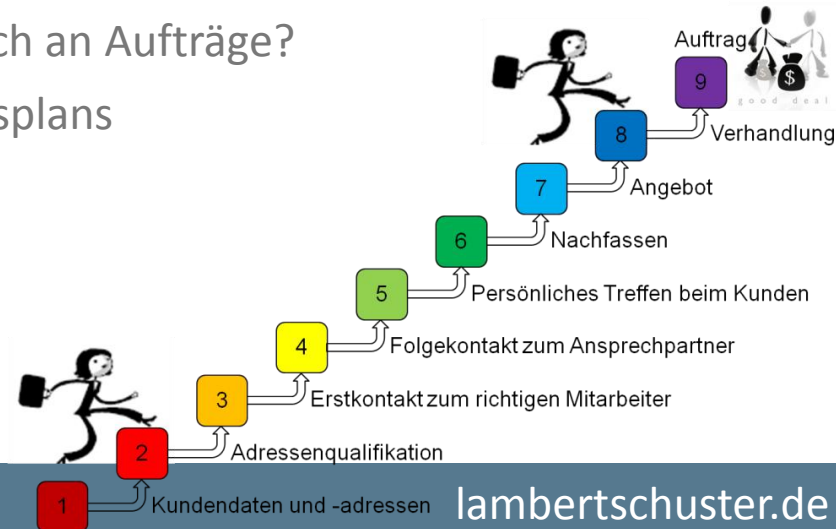 ch an Aufträge?
splans
Auftrag
$
$
good deal
9
8
Verhandlung
7
Angebot
6
Nachfassen
5
Persönliches Treffen beim Kunden
4
Folgekontakt zum Ansprechpartner
3
Erstkontakt zum richtigen Mitarbeiter
2
Adressenqualifikation
1
Kundendaten und -adressen
lambertschuster.de